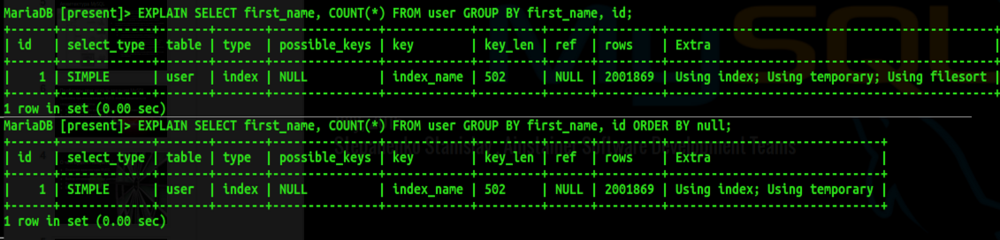 MariaDB [present]> EXPLAIN SELECT first_name, COUNT(*) FROM user GROUP BY first_name, id;
+------+-------------+-------+-------+---------------+------------+---------+------+---------+----------------------------------------------+
| id | select_type | table | type | possible_keys | key | key_len | ref | rows | Extra |
+------+-------------+-------+-------+---------------+------------+---------+------+---------+----------------------------------------------+
| 1 | SIMPLE | user | index | NULL | index_name | 502 | NULL | 2001869 | Using index; Using temporary; Using filesort |
+------+-------------+-------+-------+---------------+------------+---------+------+---------+----------------------------------------------+
1 row in set (0.00 sec)
MariaDB [present]> EXPLAIN SELECT first_name, COUNT(*) FROM user GROUP BY first_name, id ORDER BY null;
+------+-------------+-------+-------+---------------+------------+---------+------+---------+------------------------------+
| id | select_type | table | type | possible_keys | key | key_len | ref | rows | Extra |
+------+-------------+-------+-------+---------------+------------+---------+------+---------+------------------------------+
| 1 | SIMPLE | user | index | NULL | index_name | 502 | NULL | 2001869 | Using index; Using temporary |
+------+-------------+-------+-------+---------------+------------+---------+------+---------+------------------------------+
1 row in set (0.00 sec)